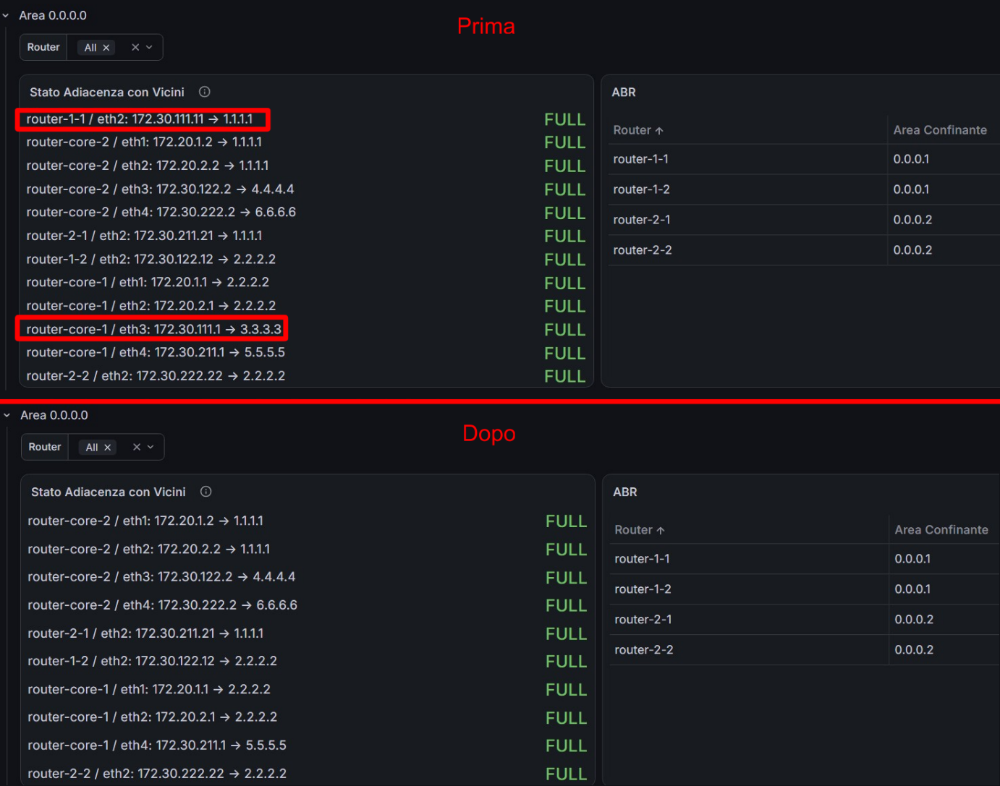 Area 0.0.0.0
Prima
Router All
Stato Adiacenza con Vicini
router-1-1 / eth2: 172.30.111.11 → 1.1.1.1 FULL
router-core-2 / eth1: 172.20.1.2 → 1.1.1.1 FULL
router-core-2 / eth2: 172.20.2.2 → 1.1.1.1 FULL
router-core-2 / eth3: 172.30.122.2 → 4.4.4.4 FULL
router-core-2 / eth4: 172.30.222.2 → 6.6.6.6 FULL
router-2-1 / eth2: 172.30.211.21 → 1.1.1.1 FULL
router-1-2 / eth2: 172.30.122.12 → 2.2.2.2 FULL
router-core-1 / eth1: 172.20.1.1 → 2.2.2.2 FULL
router-core-1 / eth2: 172.20.2.1 → 2.2.2.2 FULL
router-core-1 / eth3: 172.30.111.1 → 3.3.3.3 FULL
router-core-1 / eth4: 172.30.211.1 → 5.5.5.5 FULL
router-2-2 / eth2: 172.30.222.22 → 2.2.2.2 FULL
ABR
Router ↑ Area Confinante
router-1-1 0.0.0.1
router-1-2 0.0.0.1
router-2-1 0.0.0.2
router-2-2 0.0.0.2
Area 0.0.0.0
Dopo
Router All
Stato Adiacenza con Vicini
router-core-2 / eth1: 172.20.1.2 → 1.1.1.1 FULL
router-core-2 / eth2: 172.20.2.2 → 1.1.1.1 FULL
router-core-2 / eth3: 172.30.122.2 → 4.4.4.4 FULL
router-core-2 / eth4: 172.30.222.2 → 6.6.6.6 FULL
router-2-1 / eth2: 172.30.211.21 → 1.1.1.1 FULL
router-1-2 / eth2: 172.30.122.12 → 2.2.2.2 FULL
router-core-1 / eth1: 172.20.1.1 → 2.2.2.2 FULL
router-core-1 / eth2: 172.20.2.1 → 2.2.2.2 FULL
router-core-1 / eth4: 172.30.211.1 → 5.5.5.5 FULL
router-2-2 / eth2: 172.30.222.22 → 2.2.2.2 FULL
ABR
Router ↑ Area Confinante
router-1-1 0.0.0.1
router-1-2 0.0.0.1
router-2-1 0.0.0.2
router-2-2 0.0.0.2